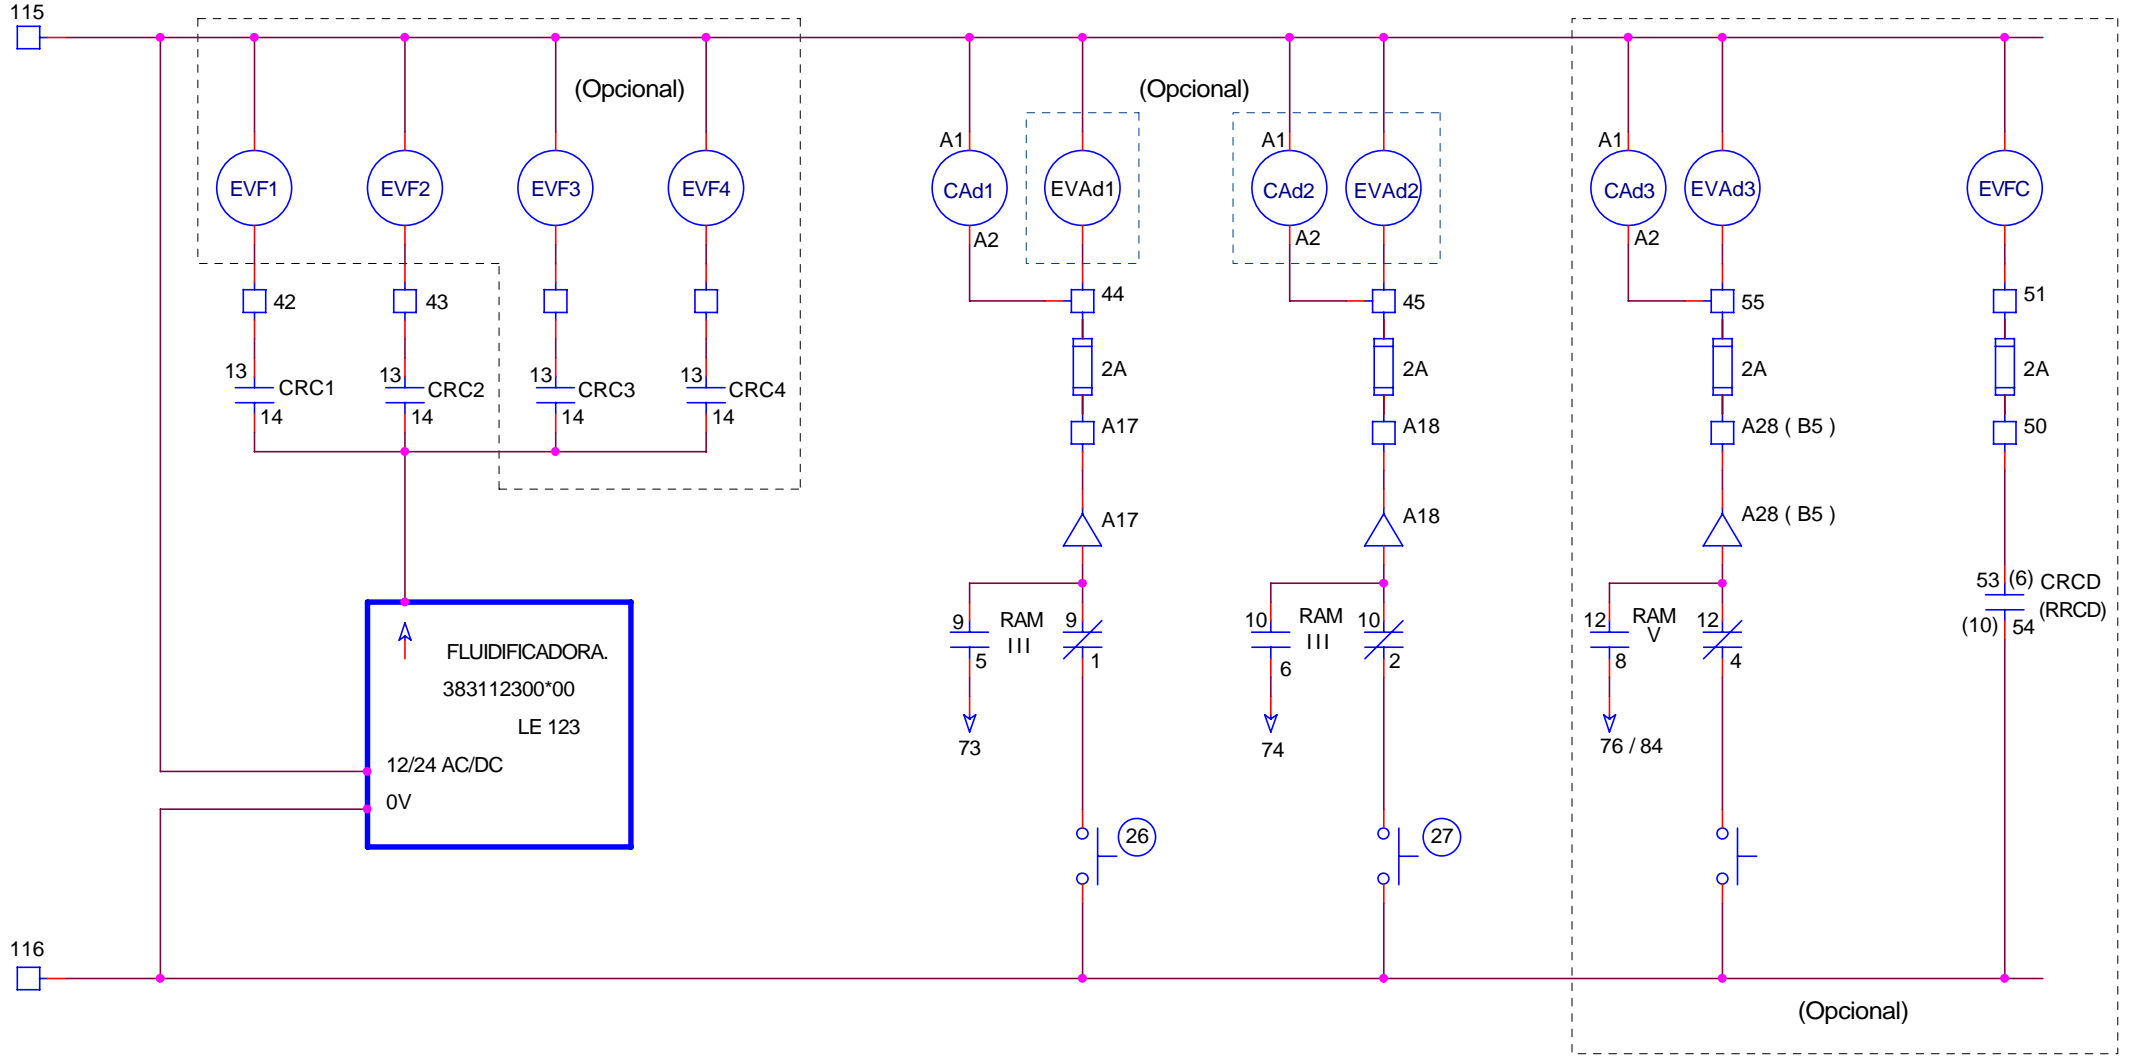 115
(Opcional)
(Opcional)
A1
A1
A1
EVF1
EVF2
EVF3
EVF4
CAd1
EVAd1
CAd2
EVAd2
CAd3
EVAd3
EVFC
A2
A2
A2
42
43
44
45
55
51
13
CRC1
14
13
CRC2
14
13
CRC3
14
13
CRC4
14
2A
2A
2A
2A
A17
A18
A28 ( B5 )
50
A17
A18
A28 ( B5 )
53 (6) CRCD
(RRCD)
(10) 54
9
RAM
III
9
5
1
10
RAM
III
10
6
2
12
RAM
V
12
8
4
73
74
76 / 84
FLUIDIFICADORA.
383112300*00
LE 123
12/24 AC/DC
0V
26
27
116
(Opcional)